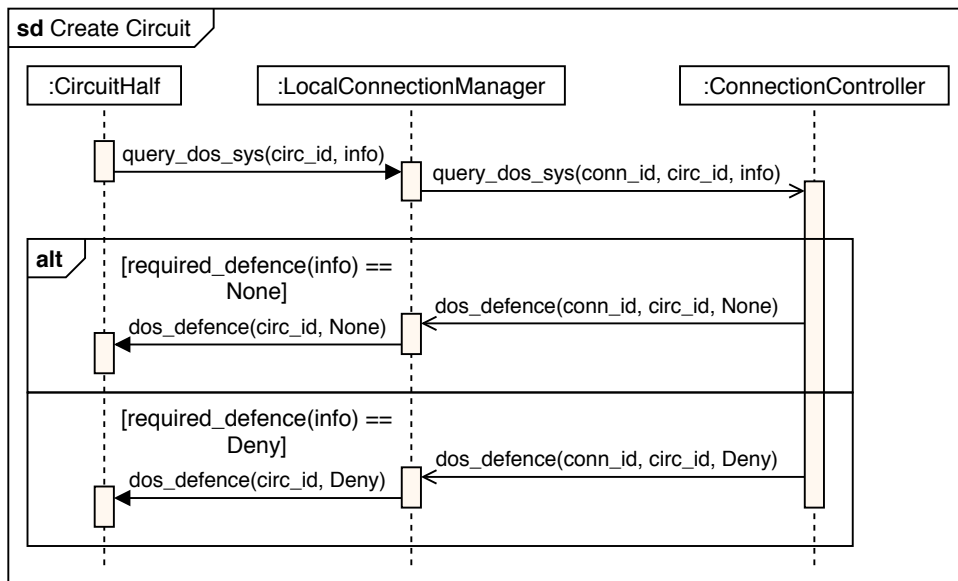 sd Create Circuit
:CircuitHalf
:LocalConnectionManager
:ConnectionController
query_dos_sys(circ_id, info)
query_dos_sys(conn_id, circ_id, info)
alt
[required_defence(info) ==
None]
dos_defence(conn_id, circ_id, None)
dos_defence(circ_id, None)
[required_defence(info) ==
Deny]
dos_defence(conn_id, circ_id, Deny)
dos_defence(circ_id, Deny)